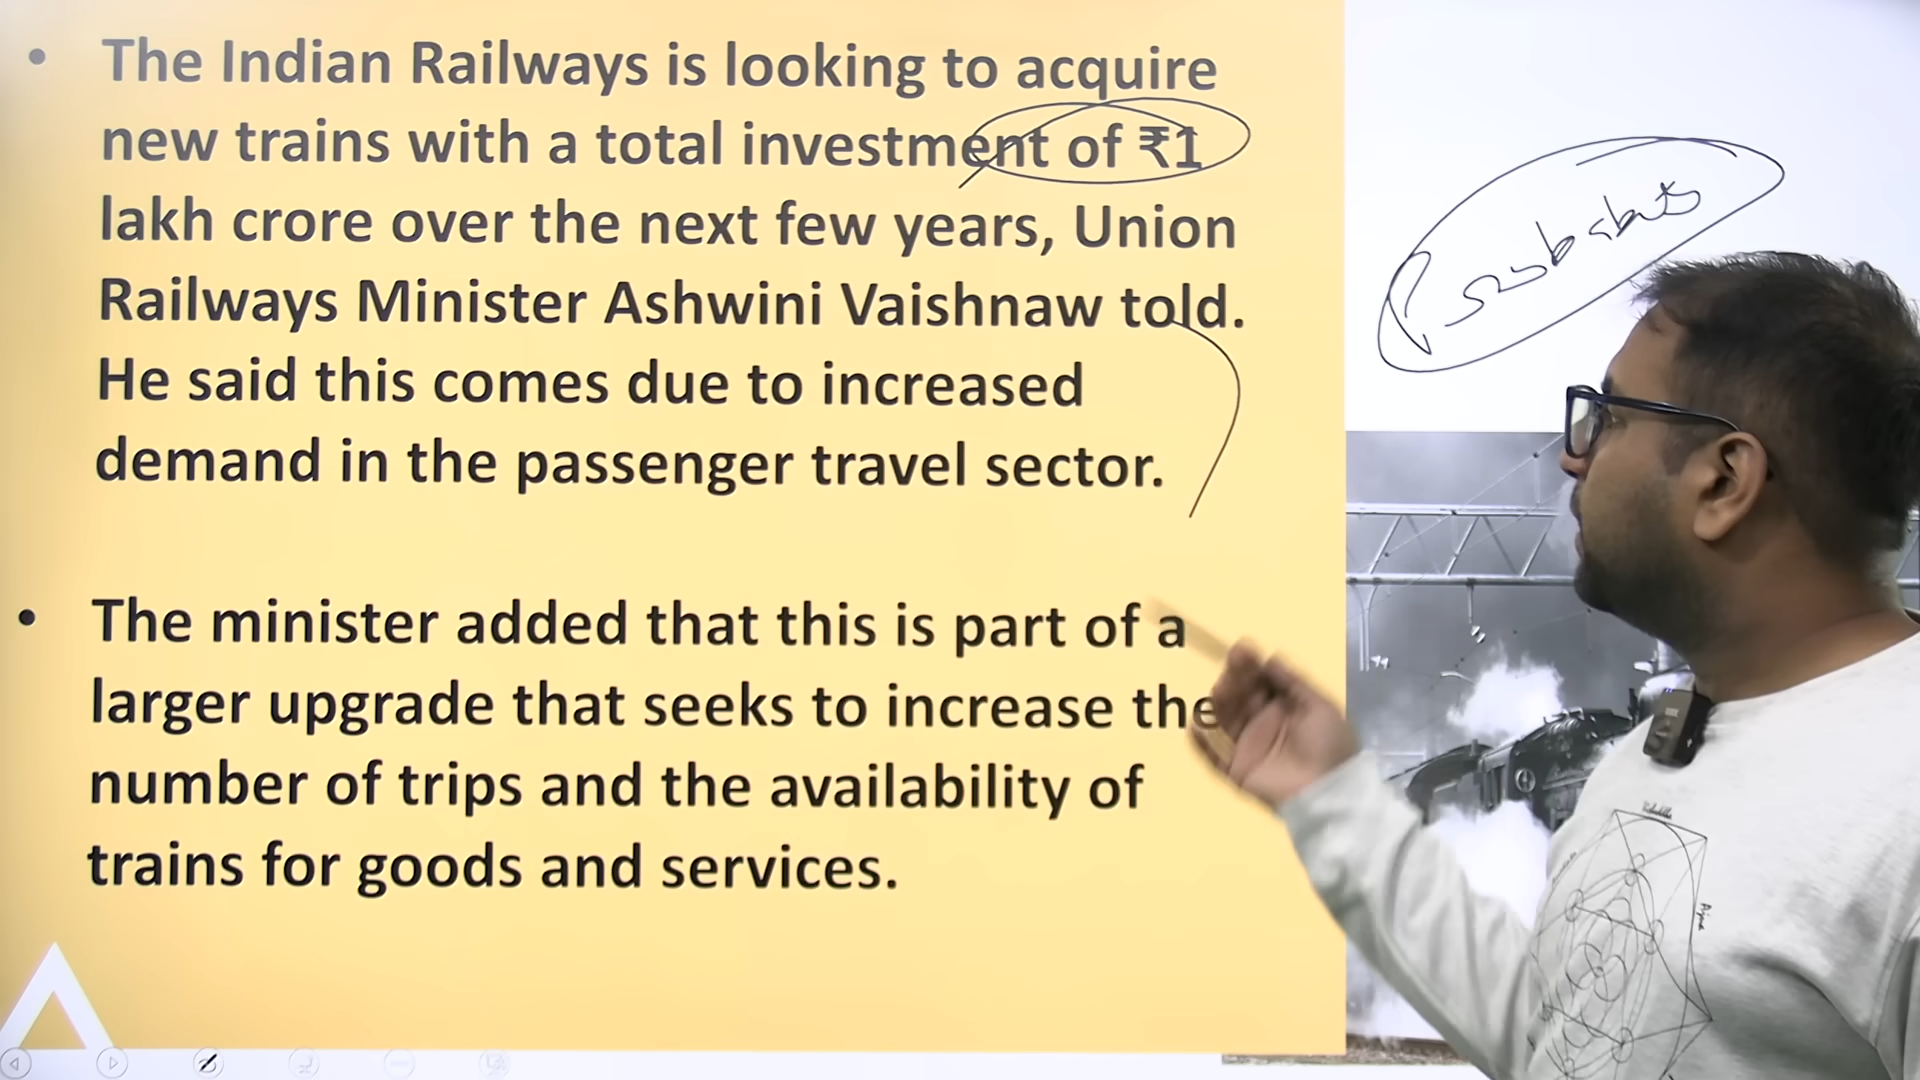 • The Indian Railways is looking to acquire
new trains with a total investment of ₹1
lakh crore over the next few years, Union
Railways Minister Ashwini Vaishnaw told.
He said this comes due to increased
demand in the passenger travel sector.
• The minister added that this is part of a
larger upgrade that seeks to increase the
number of trips and the availability of
trains for goods and services.